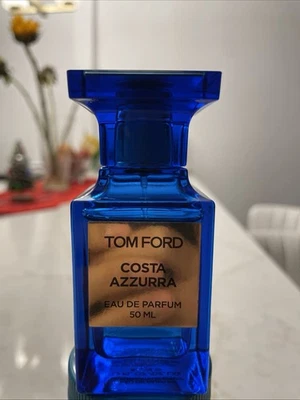 TOM FORD
COSTA
AZZURRA
EAU DE PARFUM
50 ML